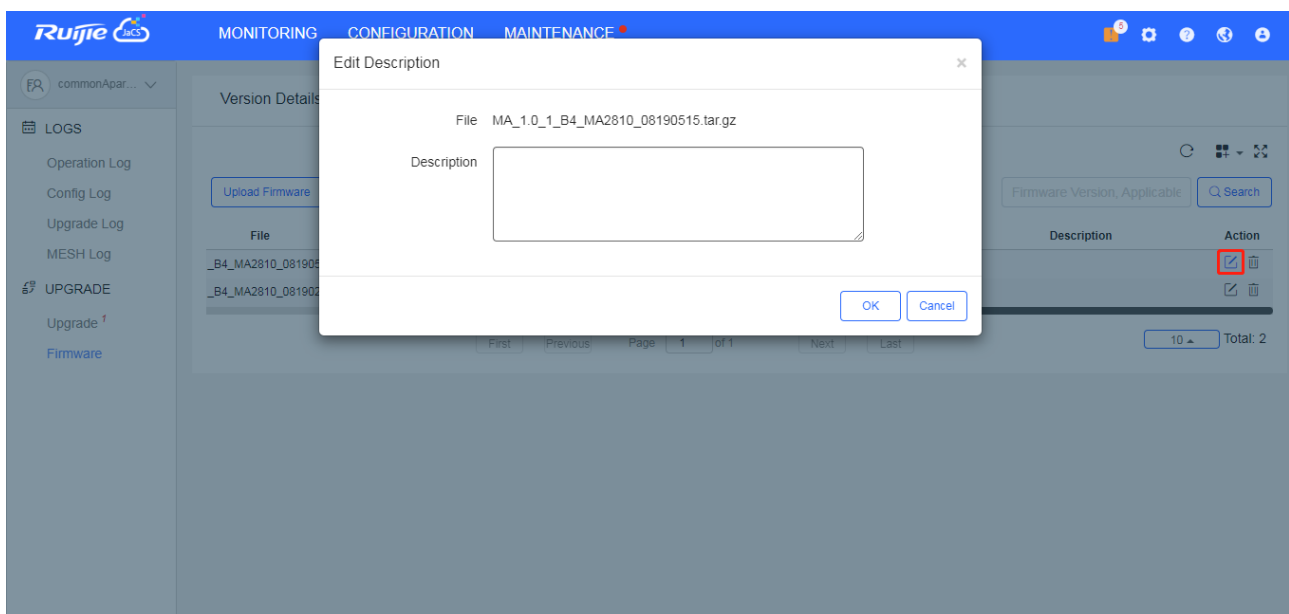 Ruijie JaCS MONITORING CONFIGURATION MAINTENANCE 5
commonApar...
LOGS
Operation Log
Config Log
Upgrade Log
MESH Log
UPGRADE
Upgrade 1
Firmware
Version Details
Edit Description ×
File MA_1.0_1_B4_MA2810_08190515.tar.gz
Description
OK Cancel
Upload Firmware Firmware Version, Applicable Search
File Description Action
_B4_MA2810_081905
_B4_MA2810_081902
First Previous Page 1 of 1 Next Last 10 Total: 2